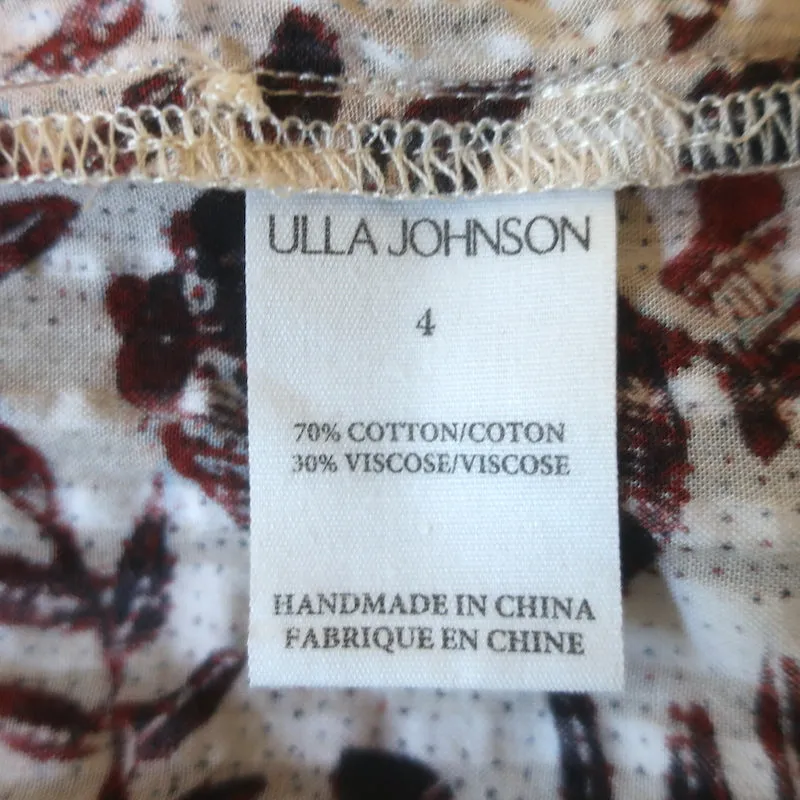 ULLA JOHNSON
4
70% COTTON/COTON
30% VISCOSE/VISCOSE
HANDMADE IN CHINA
FABRIQUE EN CHINE